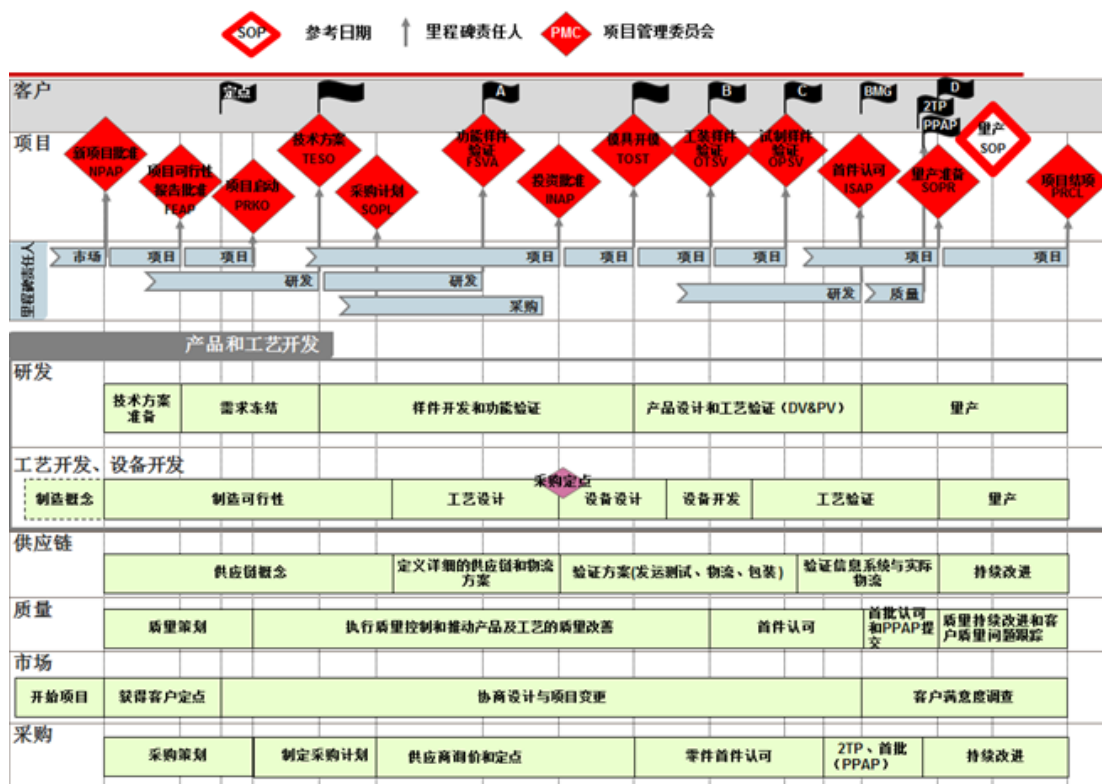 SOP 参考日期 里程碑责任人 PMC 项目管理委员会
客户
定点 A B C BMG D
2TP
PPAP
项目
新项目批准
NPAP
项目可行性
报告批准
FEAP
项目启动
PRKO
技术方案
TESO
采购计划
SOPL
功能样件
验证
FSVA
投资批准
INAP
模具开模
TOST
工装样件
验证
OTSV
试制样件
验证
OPSV
首件认可
ISAP
量产准备
SOPR
量产
SOP
项目结项
PRCL
里程碑责任人
市场 项目 项目 项目 项目 项目 项目 项目 项目
研发 研发 研发 质量
采购
产品和工艺开发
研发
技术方案
准备
需求冻结
样件开发和功能验证
产品设计和工艺验证（DV&PV）
量产
工艺开发、设备开发
采购定点
制造概念 制造可行性 工艺设计 设备设计 设备开发 工艺验证 量产
供应链
供应链概念
定义详细的供应链和物流
方案
验证方案(发运测试、物流、包装)
验证信息系统与实际
物流
持续改进
质量
质量策划
执行质量控制和推动产品及工艺的质量改善
首件认可
首批认可
和PPAP提
交
质量持续改进和客
户质量问题跟踪
市场
开始项目 获得客户定点 协商设计与项目变更 客户满意度调查
采购
采购策划
制定采购计划
供应商询价和定点
零件首件认可
2TP、首批
（PPAP）
持续改进